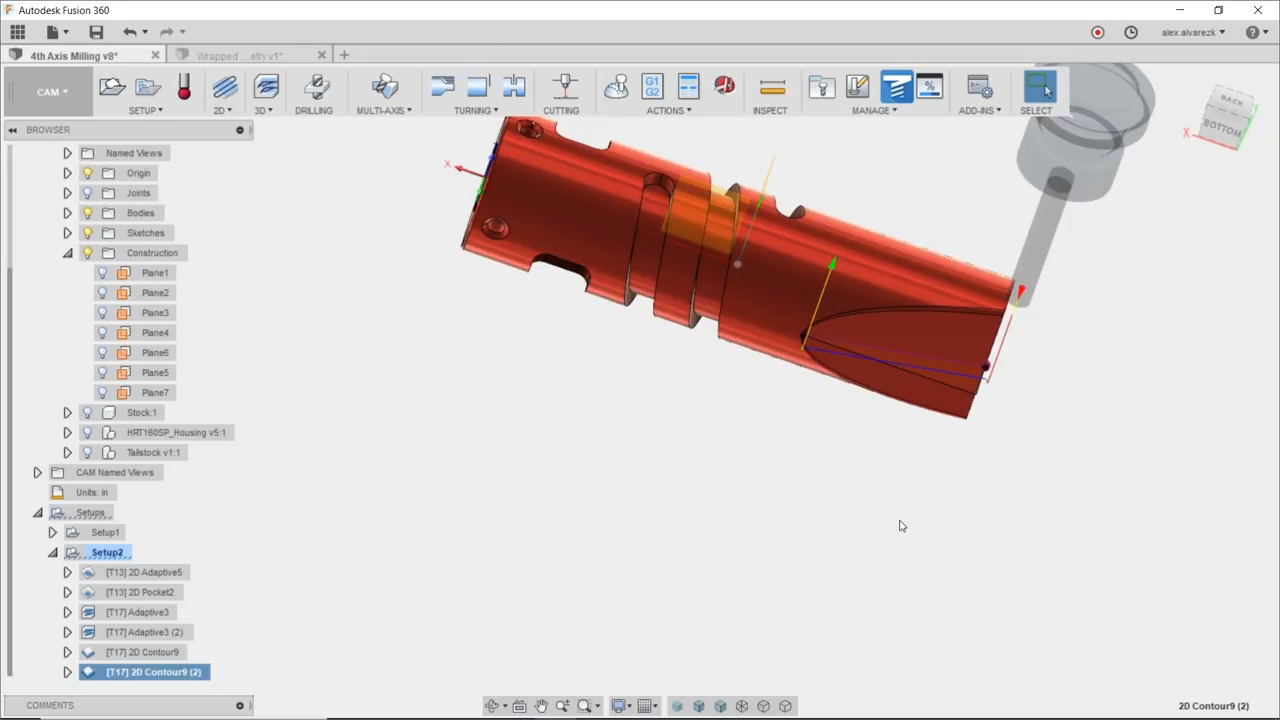 Autodesk Fusion 360
alex.alvarezk
4th Axis Milling v8*
Wrapped ...etry v1*
CAM
G1
G2
%
SETUP
2D
3D
DRILLING
MULTI-AXIS
TURNING
CUTTING
ACTIONS
INSPECT
MANAGE
ADD-INS
SELECT
BROWSER
BACK
BOTTOM
X
X
Named Views
Origin
Joints
Bodies
Sketches
Construction
Plane1
Plane2
Plane3
Plane4
Plane6
Plane5
Plane7
Stock:1
HRT160SP_Housing v5:1
Tailstock v1:1
CAM Named Views
Units: in
Setups
Setup1
Setup2
[T13] 2D Adaptive5
[T13] 2D Pocket2
[T17] Adaptive3
[T17] Adaptive3 (2)
[T17] 2D Contour9
[T17] 2D Contour9 (2)
COMMENTS
2D Contour9 (2)